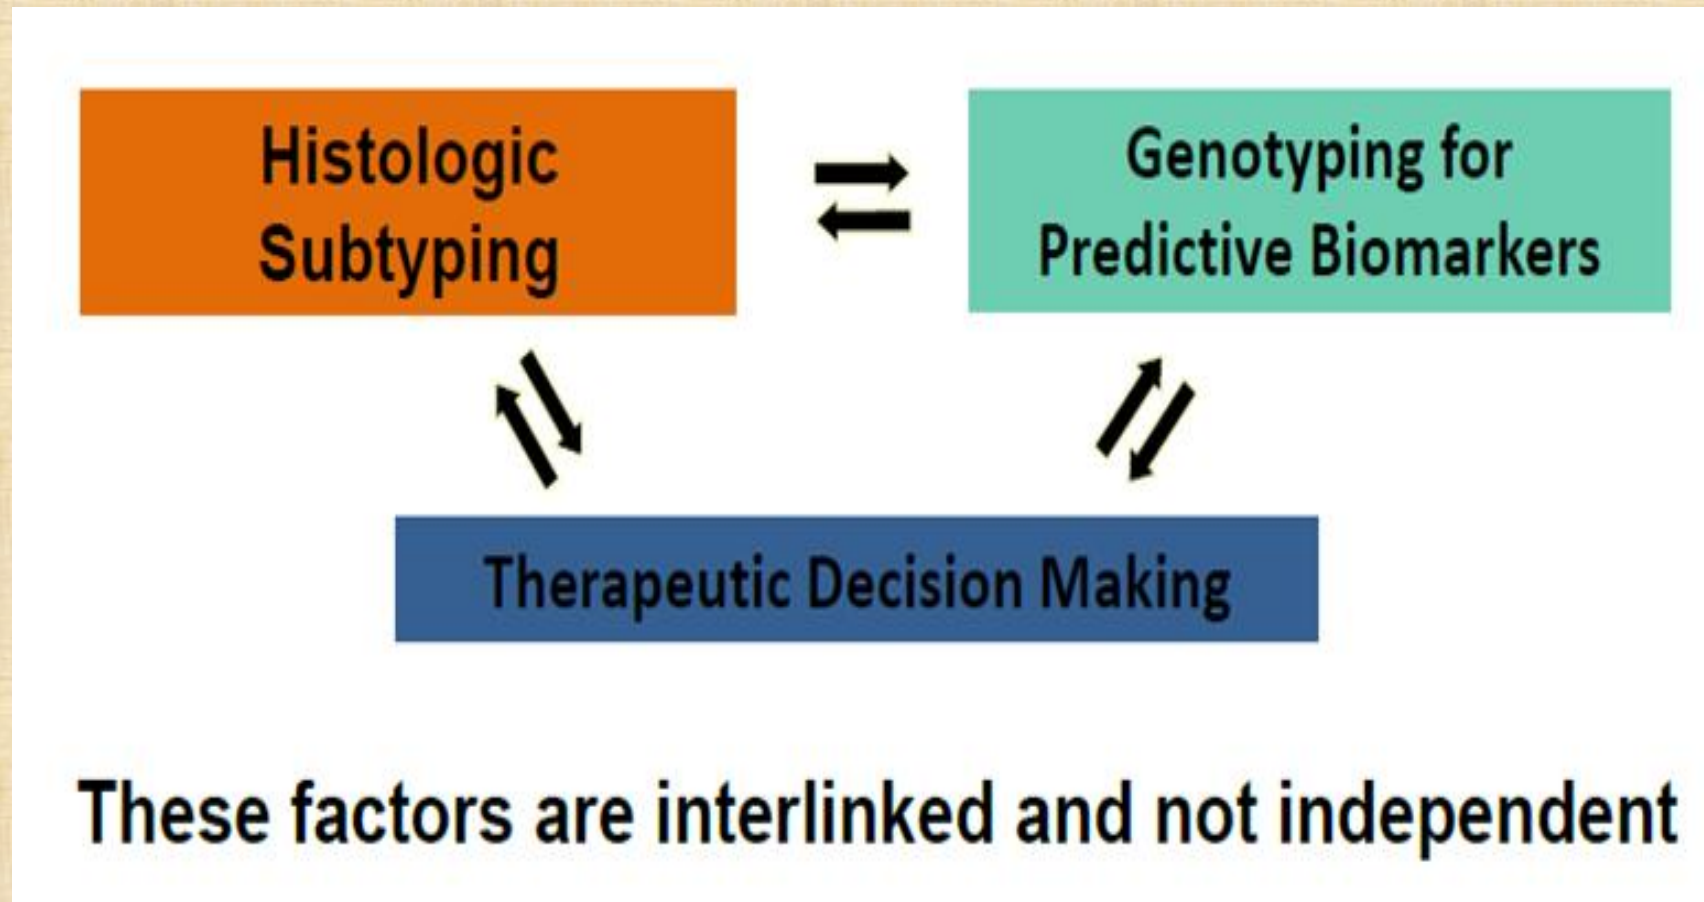 Histologic
Subtyping
Genotyping for
Predictive Biomarkers
Therapeutic Decision Making
These factors are interlinked and not independent